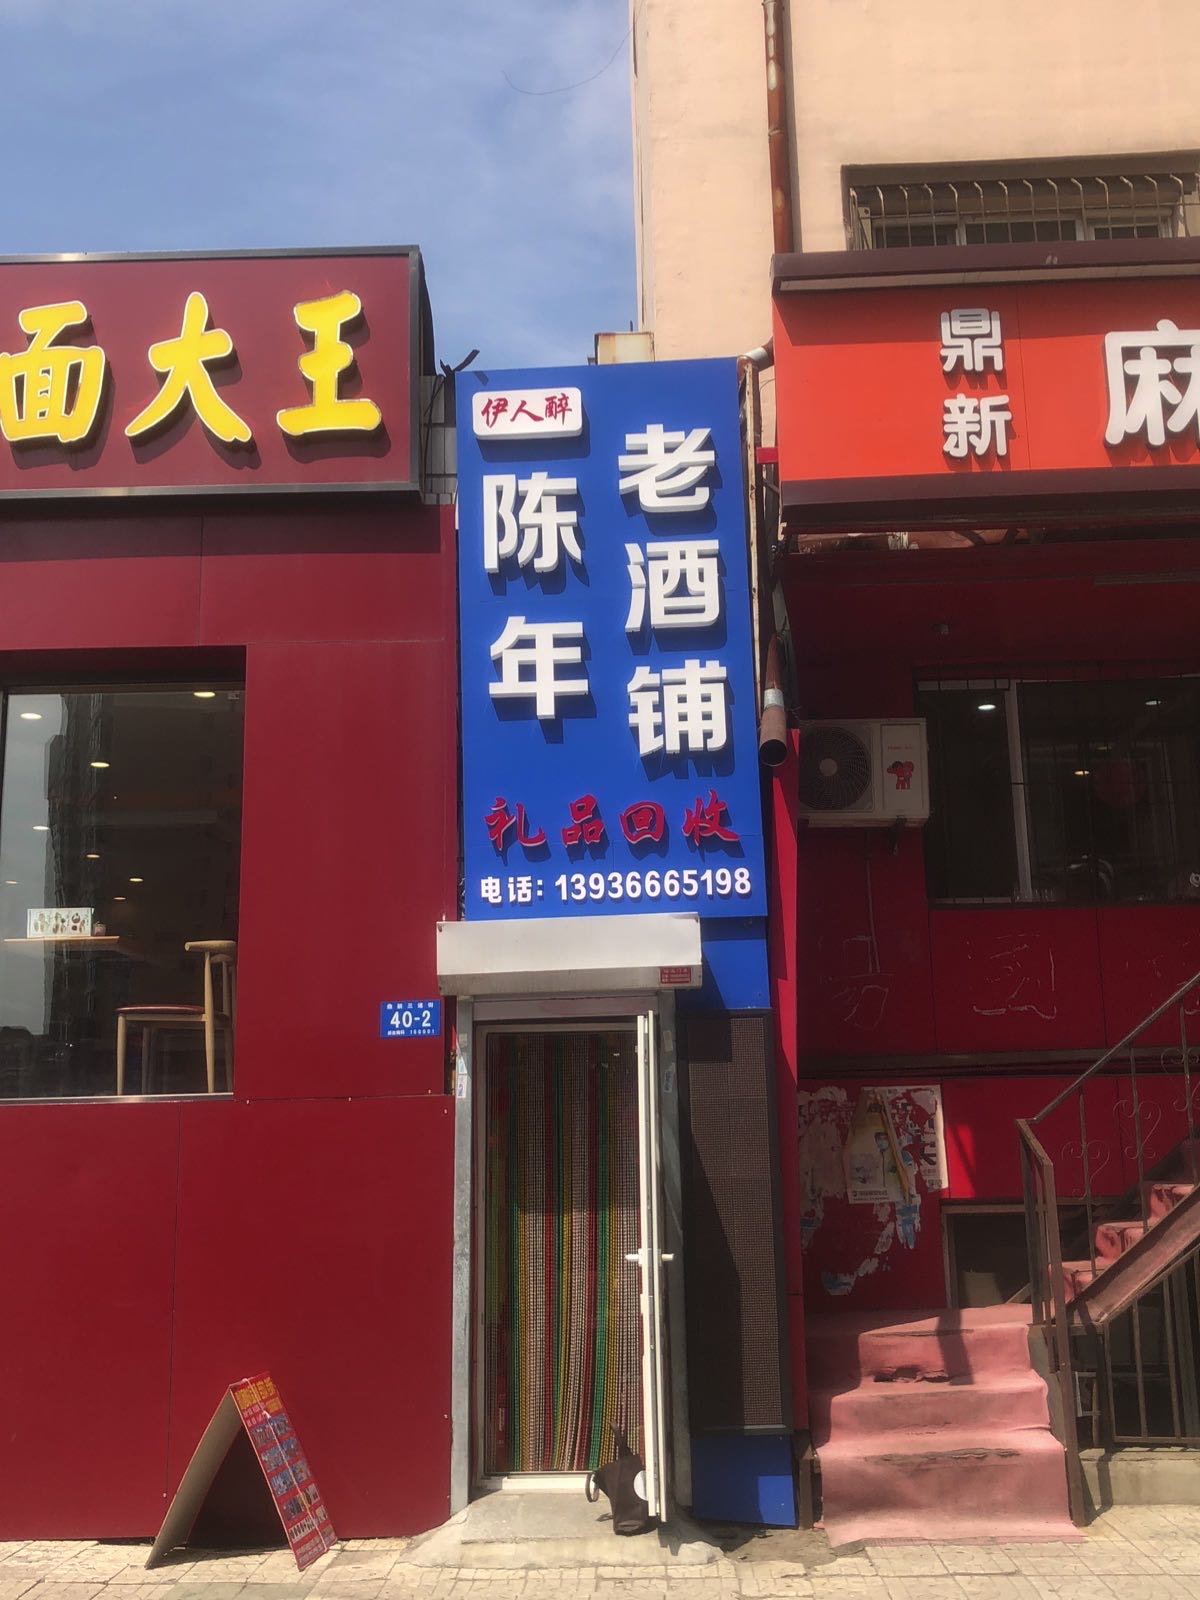 面大王
伊人醉
陈年
老酒铺
礼品回收
电话：13936665198
鼎新
麻
40-2